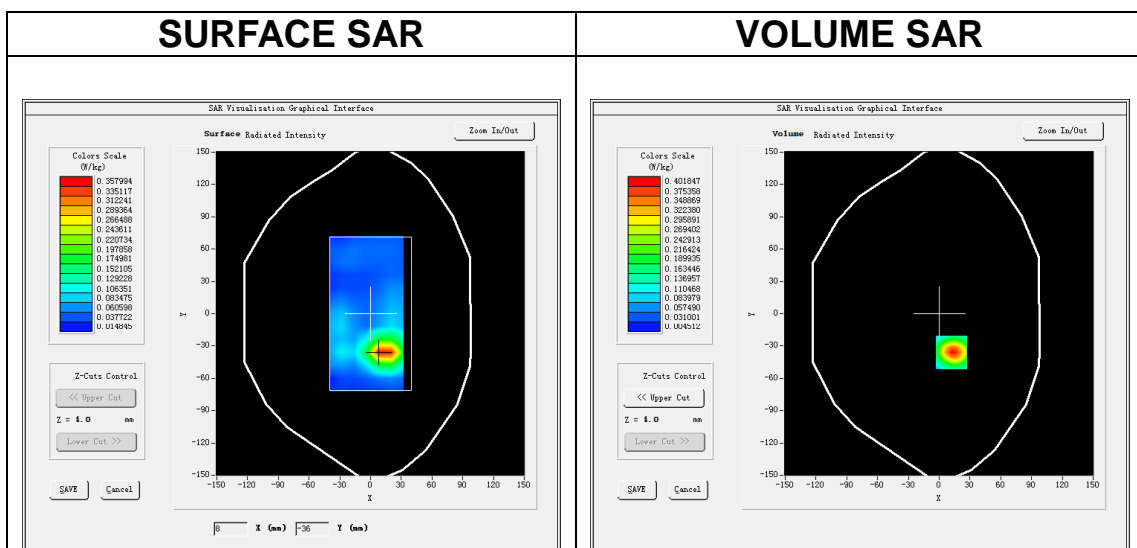 SURFACE SAR
SAR Visualisation Graphical Interface
Surface Radiated Intensity
Zoom In/Out
Colors Scale
(W/kg)
0.357994
0.335117
0.312241
0.289364
0.266488
0.243611
0.220734
0.197858
0.174981
0.152105
0.129228
0.106351
0.083475
0.060598
0.037722
0.014845
Z-Cuts Control
<< Upper Cut
Z = 4.0 mm
Lower Cut >>
SAVE Cancel
150
120
90
60
30
0
-30
-60
-90
-120
-150
Y
-150 -120 -90 -60 -30 0 30 60 90 120 150
X
8 X (mm) -36 Y (mm)
VOLUME SAR
SAR Visualisation Graphical Interface
Volume Radiated Intensity
Zoom In/Out
Colors Scale
(W/kg)
0.401847
0.375358
0.348869
0.322380
0.295891
0.269402
0.242913
0.216424
0.189935
0.163446
0.136957
0.110468
0.083979
0.057490
0.031001
0.004512
Z-Cuts Control
<< Upper Cut
Z = 4.0 mm
Lower Cut >>
SAVE Cancel
150
120
90
60
30
0
-30
-60
-90
-120
-150
Y
-150 -120 -90 -60 -30 0 30 60 90 120 150
X